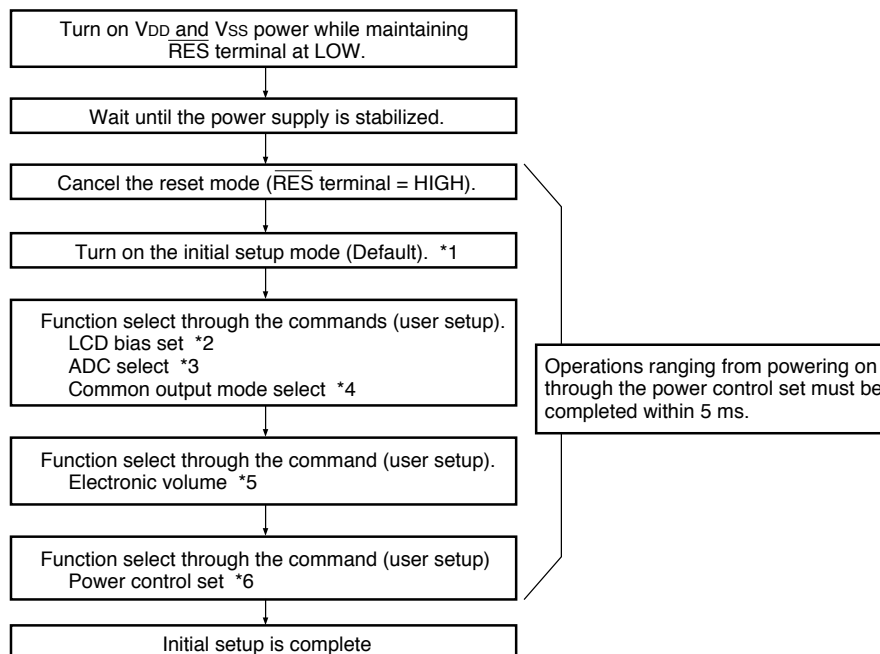 Turn on VDD and VSS power while maintaining
RES terminal at LOW.
Wait until the power supply is stabilized.
Cancel the reset mode (RES terminal = HIGH).
Turn on the initial setup mode (Default). *1
Function select through the commands (user setup).
LCD bias set *2
ADC select *3
Common output mode select *4
Operations ranging from powering on
through the power control set must be
completed within 5 ms.
Function select through the command (user setup).
Electronic volume *5
Function select through the command (user setup)
Power control set *6
Initial setup is complete